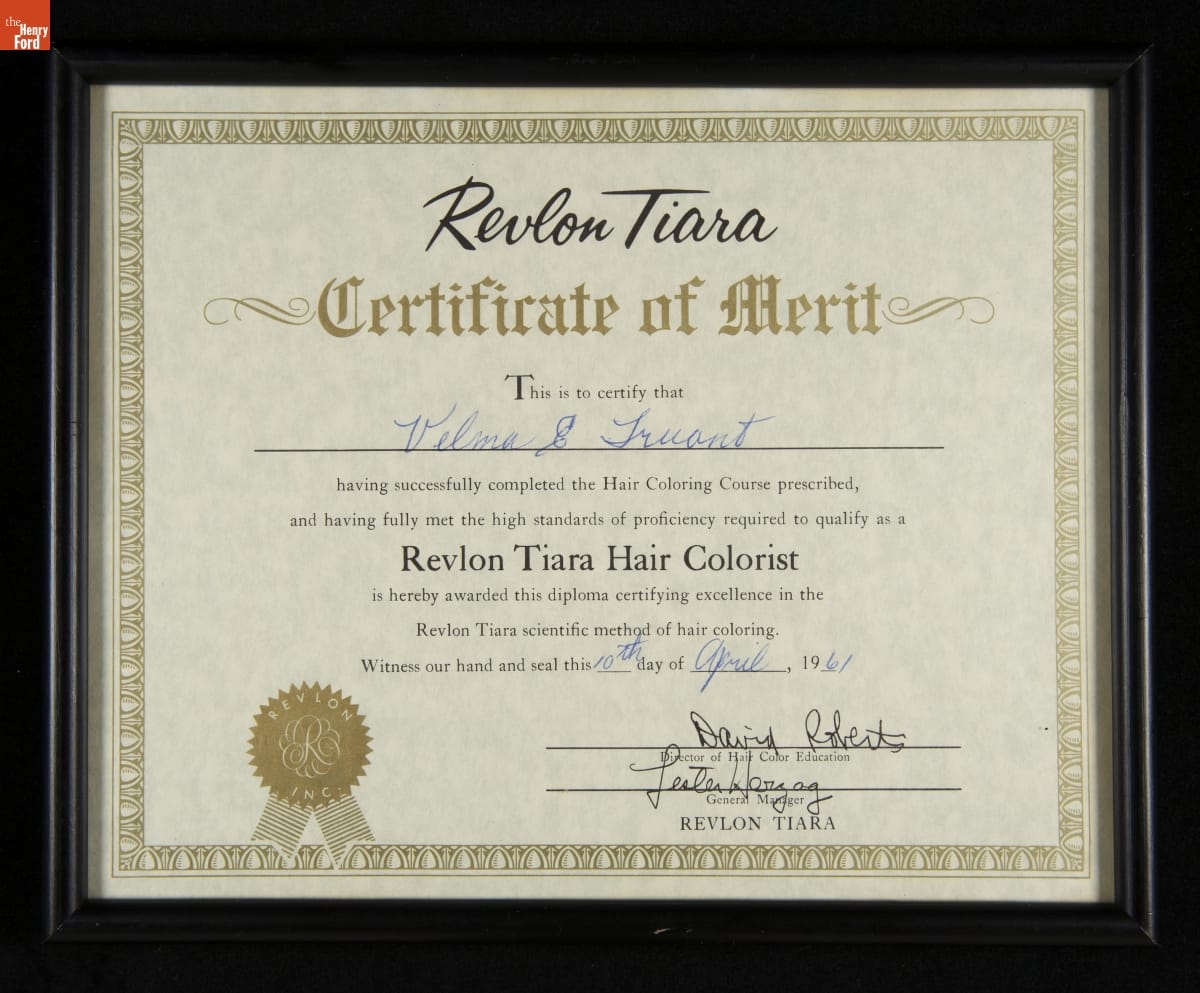 the
Henry
Ford
Revlon Tiara
Certificate of Merit
This is to certify that
Velma E Truant
having successfully completed the Hair Coloring Course prescribed,
and having fully met the high standards of proficiency required to qualify as a
Revlon Tiara Hair Colorist
is hereby awarded this diploma certifying excellence in the
Revlon Tiara scientific method of hair coloring.
Witness our hand and seal this 10th day of April, 1961
REVLON
R
INC.
David Roberts
Director of Hair Color Education
Lester Herzog
General Manager
REVLON TIARA